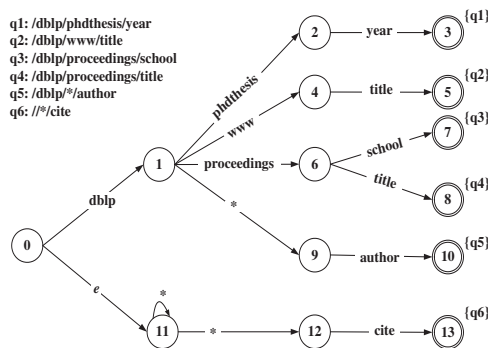 q1: /dblp/phdthesis/year
q2: /dblp/www/title
q3: /dblp/proceedings/school
q4: /dblp/proceedings/title
q5: /dblp/*/author
q6: //*/cite
{q1}
2
year
3
phdthesis
{q2}
www
4
title
5
{q3}
7
school
1
proceedings
6
title
{q4}
8
dblp
*
0
{q5}
9
author
10
e
*
{q6}
11
*
12
cite
13